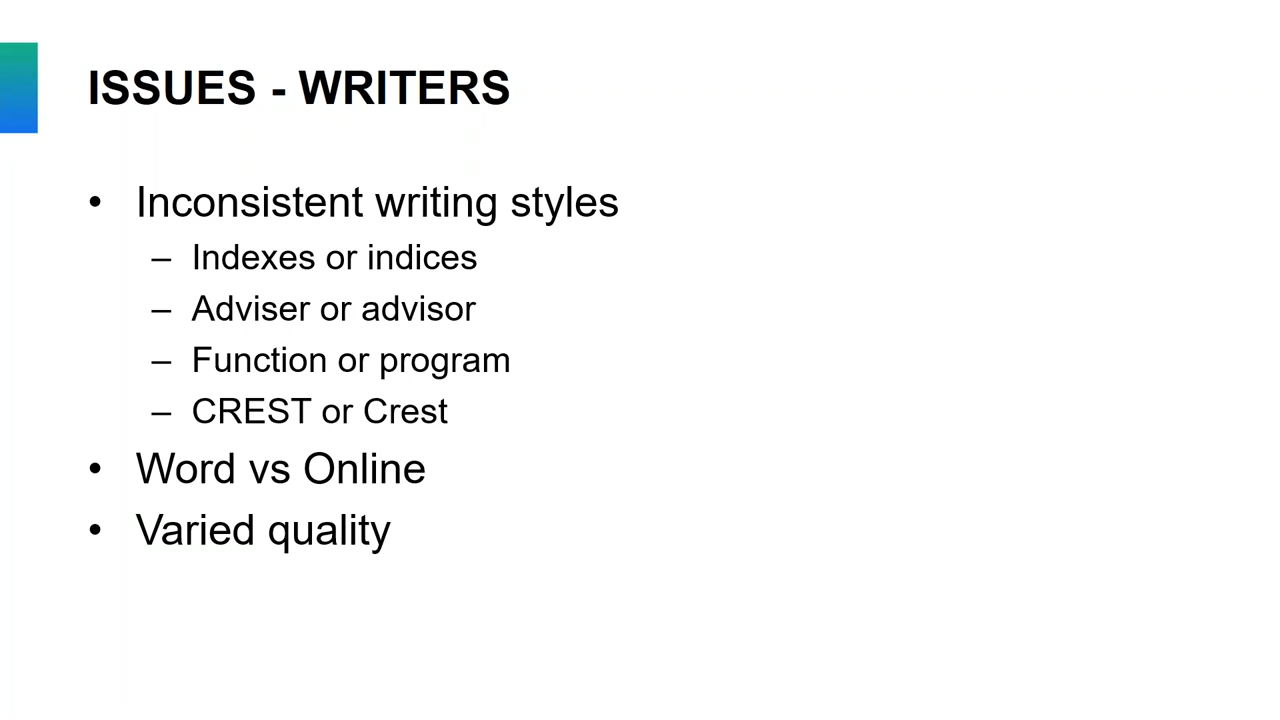 ISSUES - WRITERS
• Inconsistent writing styles
– Indexes or indices
– Adviser or advisor
– Function or program
– CREST or Crest
• Word vs Online
• Varied quality